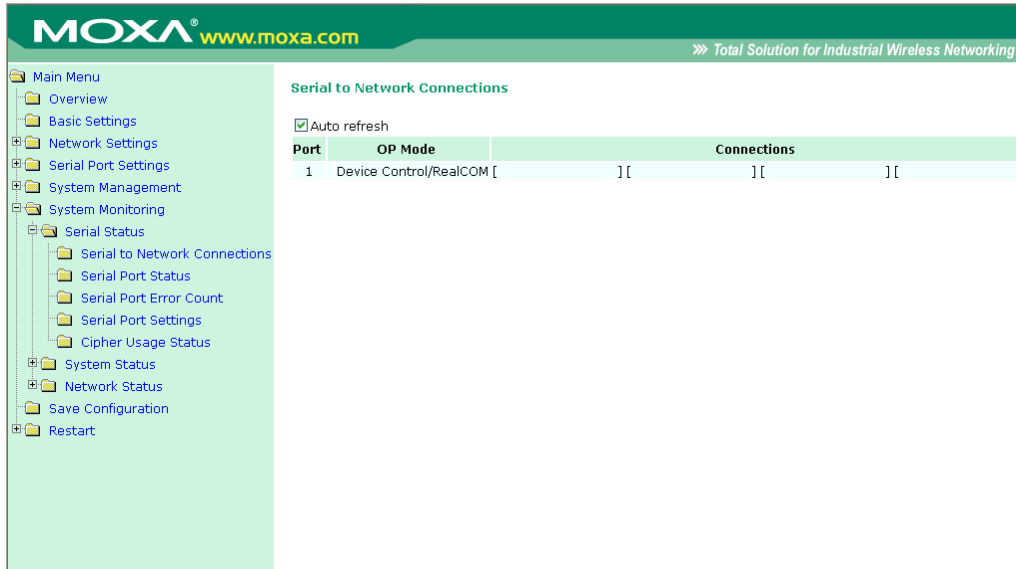 MOXA® www.moxa.com
>>> Total Solution for Industrial Wireless Networking
Main Menu
Overview
Basic Settings
Network Settings
Serial Port Settings
System Management
System Monitoring
Serial Status
Serial to Network Connections
Serial Port Status
Serial Port Error Count
Serial Port Settings
Cipher Usage Status
System Status
Network Status
Save Configuration
Restart
Serial to Network Connections
Auto refresh
Port OP Mode Connections
1 Device Control/RealCOM [ ] [ ] [ ] [